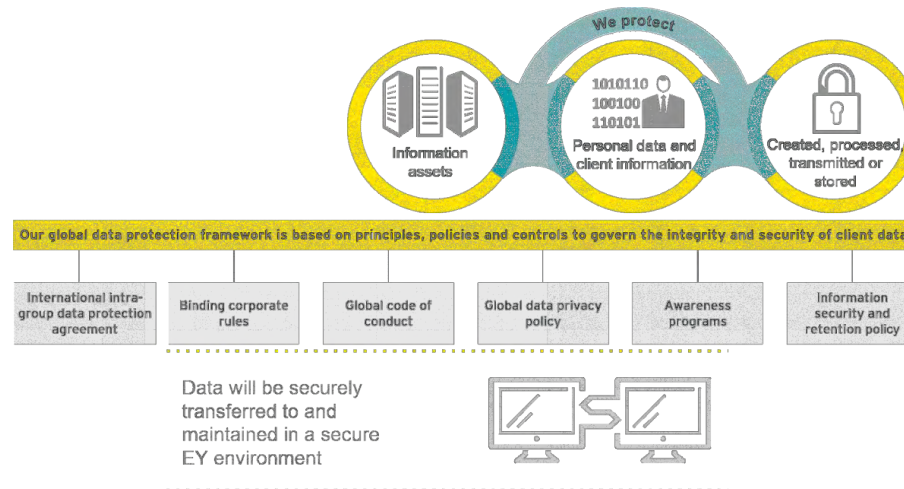 We protect
1010110
100100
110101
Information
assets
Personal data and
client information
Created, processed,
transmitted or
stored
Our global data protection framework is based on principles, policies and controls to govern the integrity and security of client data
International intra-
group data protection
agreement
Binding corporate
rules
Global code of
conduct
Global data privacy
policy
Awareness
programs
Information
security and
retention policy
Data will be securely
transferred to and
maintained in a secure
EY environment